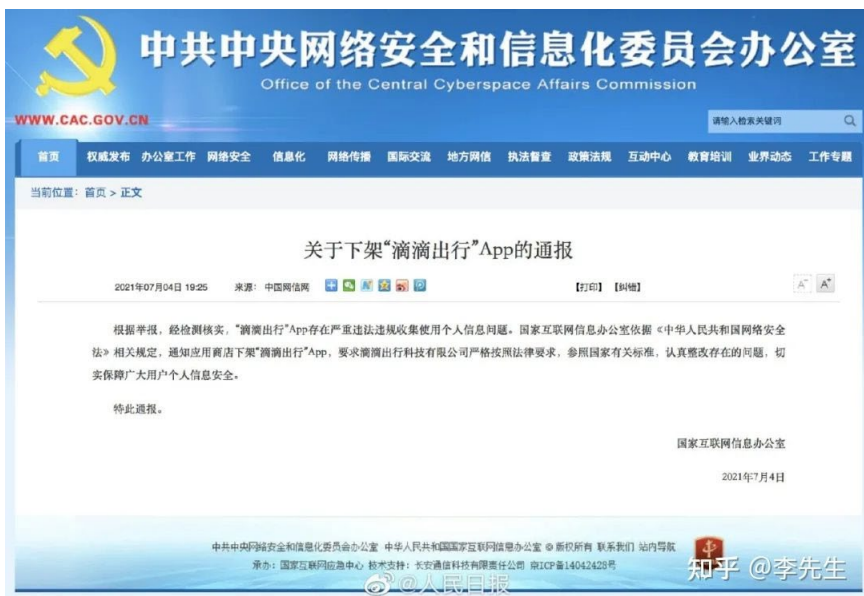 中共中央网络安全和信息化委员会办公室
Office of the Central Cyberspace Affairs Commission
WWW.CAC.GOV.CN
请输入检索关键词
首页 权威发布 办公室工作 网络安全 信息化 网络传播 国际交流 地方网信 执法督查 政策法规 互动中心 教育培训 业界动态 工作专题
当前位置：首页 > 正文
关于下架“滴滴出行”App的通报
2021年07月04日 19:25 来源： 中国网信网 【打印】【纠错】 A- A+
根据举报，经检测核实，“滴滴出行”App存在严重违法违规收集使用个人信息问题。国家互联网信息办公室依据《中华人民共和国网络安全
法》相关规定，通知应用商店下架“滴滴出行”App，要求滴滴出行科技有限公司严格按照法律要求，参照国家有关标准，认真整改存在的问题，切
实保障广大用户个人信息安全。
特此通报。
国家互联网信息办公室
2021年7月4日
中共中央网络安全和信息化委员会办公室 中华人民共和国国家互联网信息办公室 © 版权所有 联系我们 站内导航
承办：国家互联网应急中心 技术支持：长安通信科技有限责任公司 京ICP备14042428号
@人民日报
知乎 @李先生